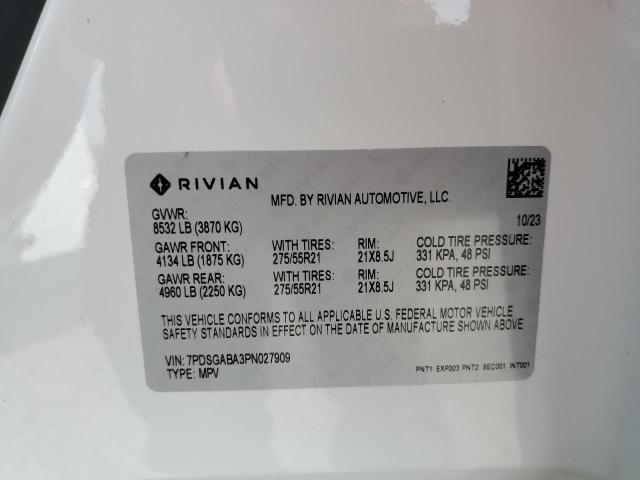 RIVIAN
MFD. BY RIVIAN AUTOMOTIVE, LLC.
GVWR: 10/23
8532 LB (3870 KG)
GAWR FRONT: WITH TIRES: RIM: COLD TIRE PRESSURE:
4134 LB (1875 KG) 275/55R21 21X8.5J 331 KPA, 48 PSI
GAWR REAR: WITH TIRES: RIM: COLD TIRE PRESSURE:
4960 LB (2250 KG) 275/55R21 21X8.5J 331 KPA, 48 PSI
THIS VEHICLE CONFORMS TO ALL APPLICABLE U.S. FEDERAL MOTOR VEHICLE
SAFETY STANDARDS IN EFFECT ON THE DATE OF MANUFACTURE SHOWN ABOVE
VIN: 7PDSGABA3PN027909
TYPE: MPV PNT1: EXP003 PNT2: SEC001 INT001